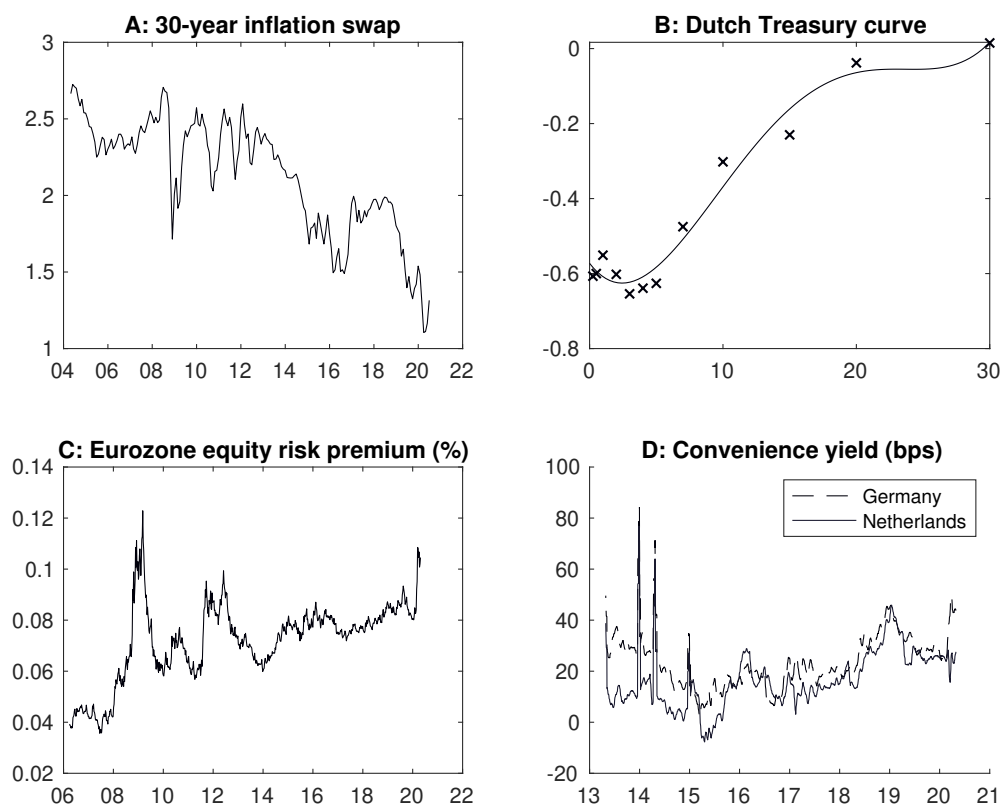 A: 30-year inflation swap
3
2.5
2
1.5
1
04 06 08 10 12 14 16 18 20 22
B: Dutch Treasury curve
0
-0.2
-0.4
-0.6
-0.8
0 10 20 30
C: Eurozone equity risk premium (%)
0.14
0.12
0.1
0.08
0.06
0.04
0.02
06 08 10 12 14 16 18 20 22
D: Convenience yield (bps)
100
80
60
40
20
0
-20
13 14 15 16 17 18 19 20 21
Germany
Netherlands